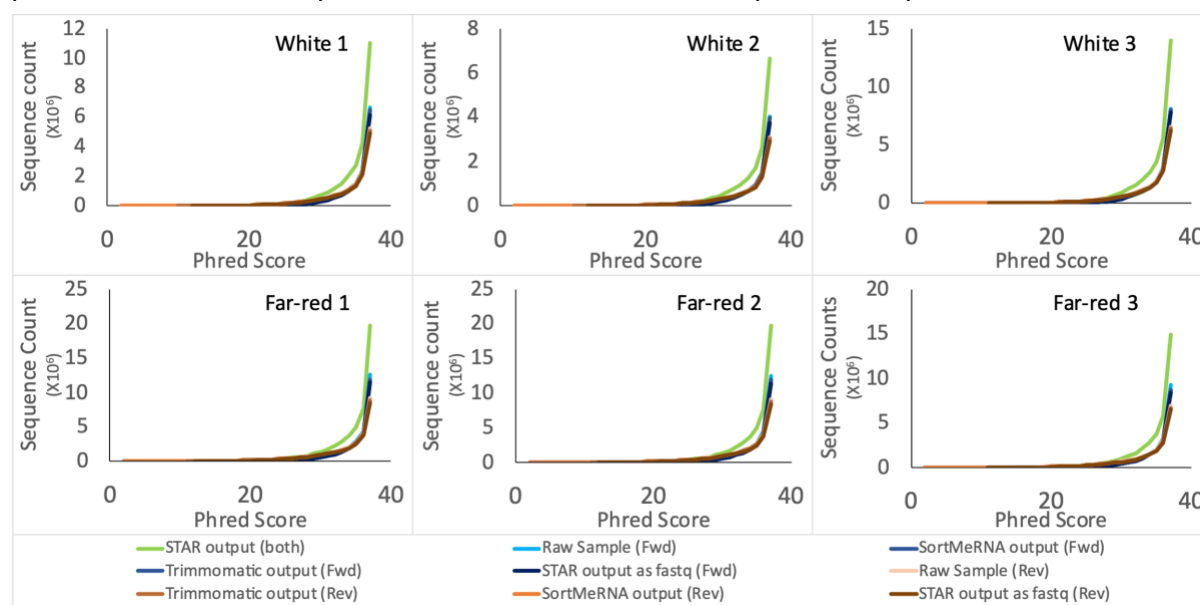 12
10
8
6
4
2
0
Sequence count
(X10⁶)
White 1
0
20
40
Phred Score
8
6
4
2
0
Sequence count
(X10⁶)
White 2
0
20
40
Phred Score
15
10
5
0
Sequence Count
(X10⁶)
White 3
0
20
40
Phred Score
25
20
15
10
5
0
Sequence Count
(X10⁶)
Far-red 1
0
20
40
Phred Score
25
20
15
10
5
0
Sequence count
(X10⁶)
Far-red 2
0
20
40
Phred Score
20
15
10
5
0
Sequence Counts
(X10⁶)
Far-red 3
0
20
40
Phred Score
STAR output (both)
Raw Sample (Fwd)
SortMeRNA output (Fwd)
Trimmomatic output (Fwd)
STAR output as fastq (Fwd)
Raw Sample (Rev)
Trimmomatic output (Rev)
SortMeRNA output (Rev)
STAR output as fastq (Rev)